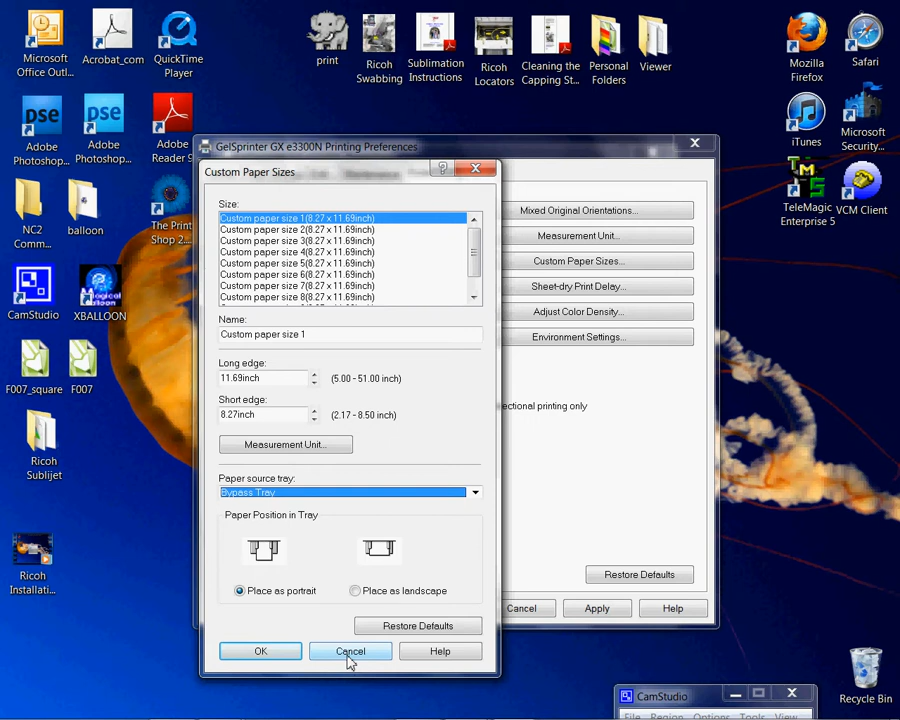 Microsoft
Office Outl...
Acrobat_com
QuickTime
Player
print
Ricoh
Swabbing
Sublimation
Instructions
Ricoh
Locators
Cleaning the
Capping St...
Personal
Folders
Viewer
Mozilla
Firefox
Safari
pse
Adobe
Photoshop...
pse
Adobe
Photoshop...
Adobe
Reader 9
iTunes
Microsoft
Security...
NC2
Comm...
balloon
The Print
Shop 2...
TeleMagic
Enterprise 5
VCM Client
CamStudio
Magical
Balloon
XBALLOON
F007_square
F007
Ricoh
Sublijet
Ricoh
Installati...
Recycle Bin
GelSprinter GX e3300N Printing Preferences
X
Mixed Original Orientations...
Measurement Unit...
Custom Paper Sizes...
Sheet-dry Print Delay...
Adjust Color Density...
Environment Settings...
ectional printing only
Restore Defaults
Cancel
Apply
Help
Custom Paper Sizes
?
X
Size:
Custom paper size 1(8.27 x 11.69inch)
Custom paper size 2(8.27 x 11.69inch)
Custom paper size 3(8.27 x 11.69inch)
Custom paper size 4(8.27 x 11.69inch)
Custom paper size 5(8.27 x 11.69inch)
Custom paper size 6(8.27 x 11.69inch)
Custom paper size 7(8.27 x 11.69inch)
Custom paper size 8(8.27 x 11.69inch)
Name:
Custom paper size 1
Long edge:
11.69inch
(5.00 - 51.00 inch)
Short edge:
8.27inch
(2.17 - 8.50 inch)
Measurement Unit...
Paper source tray:
Bypass Tray
Paper Position in Tray
Place as portrait
Place as landscape
Restore Defaults
OK
Cancel
Help
CamStudio
File Region Options Tools View